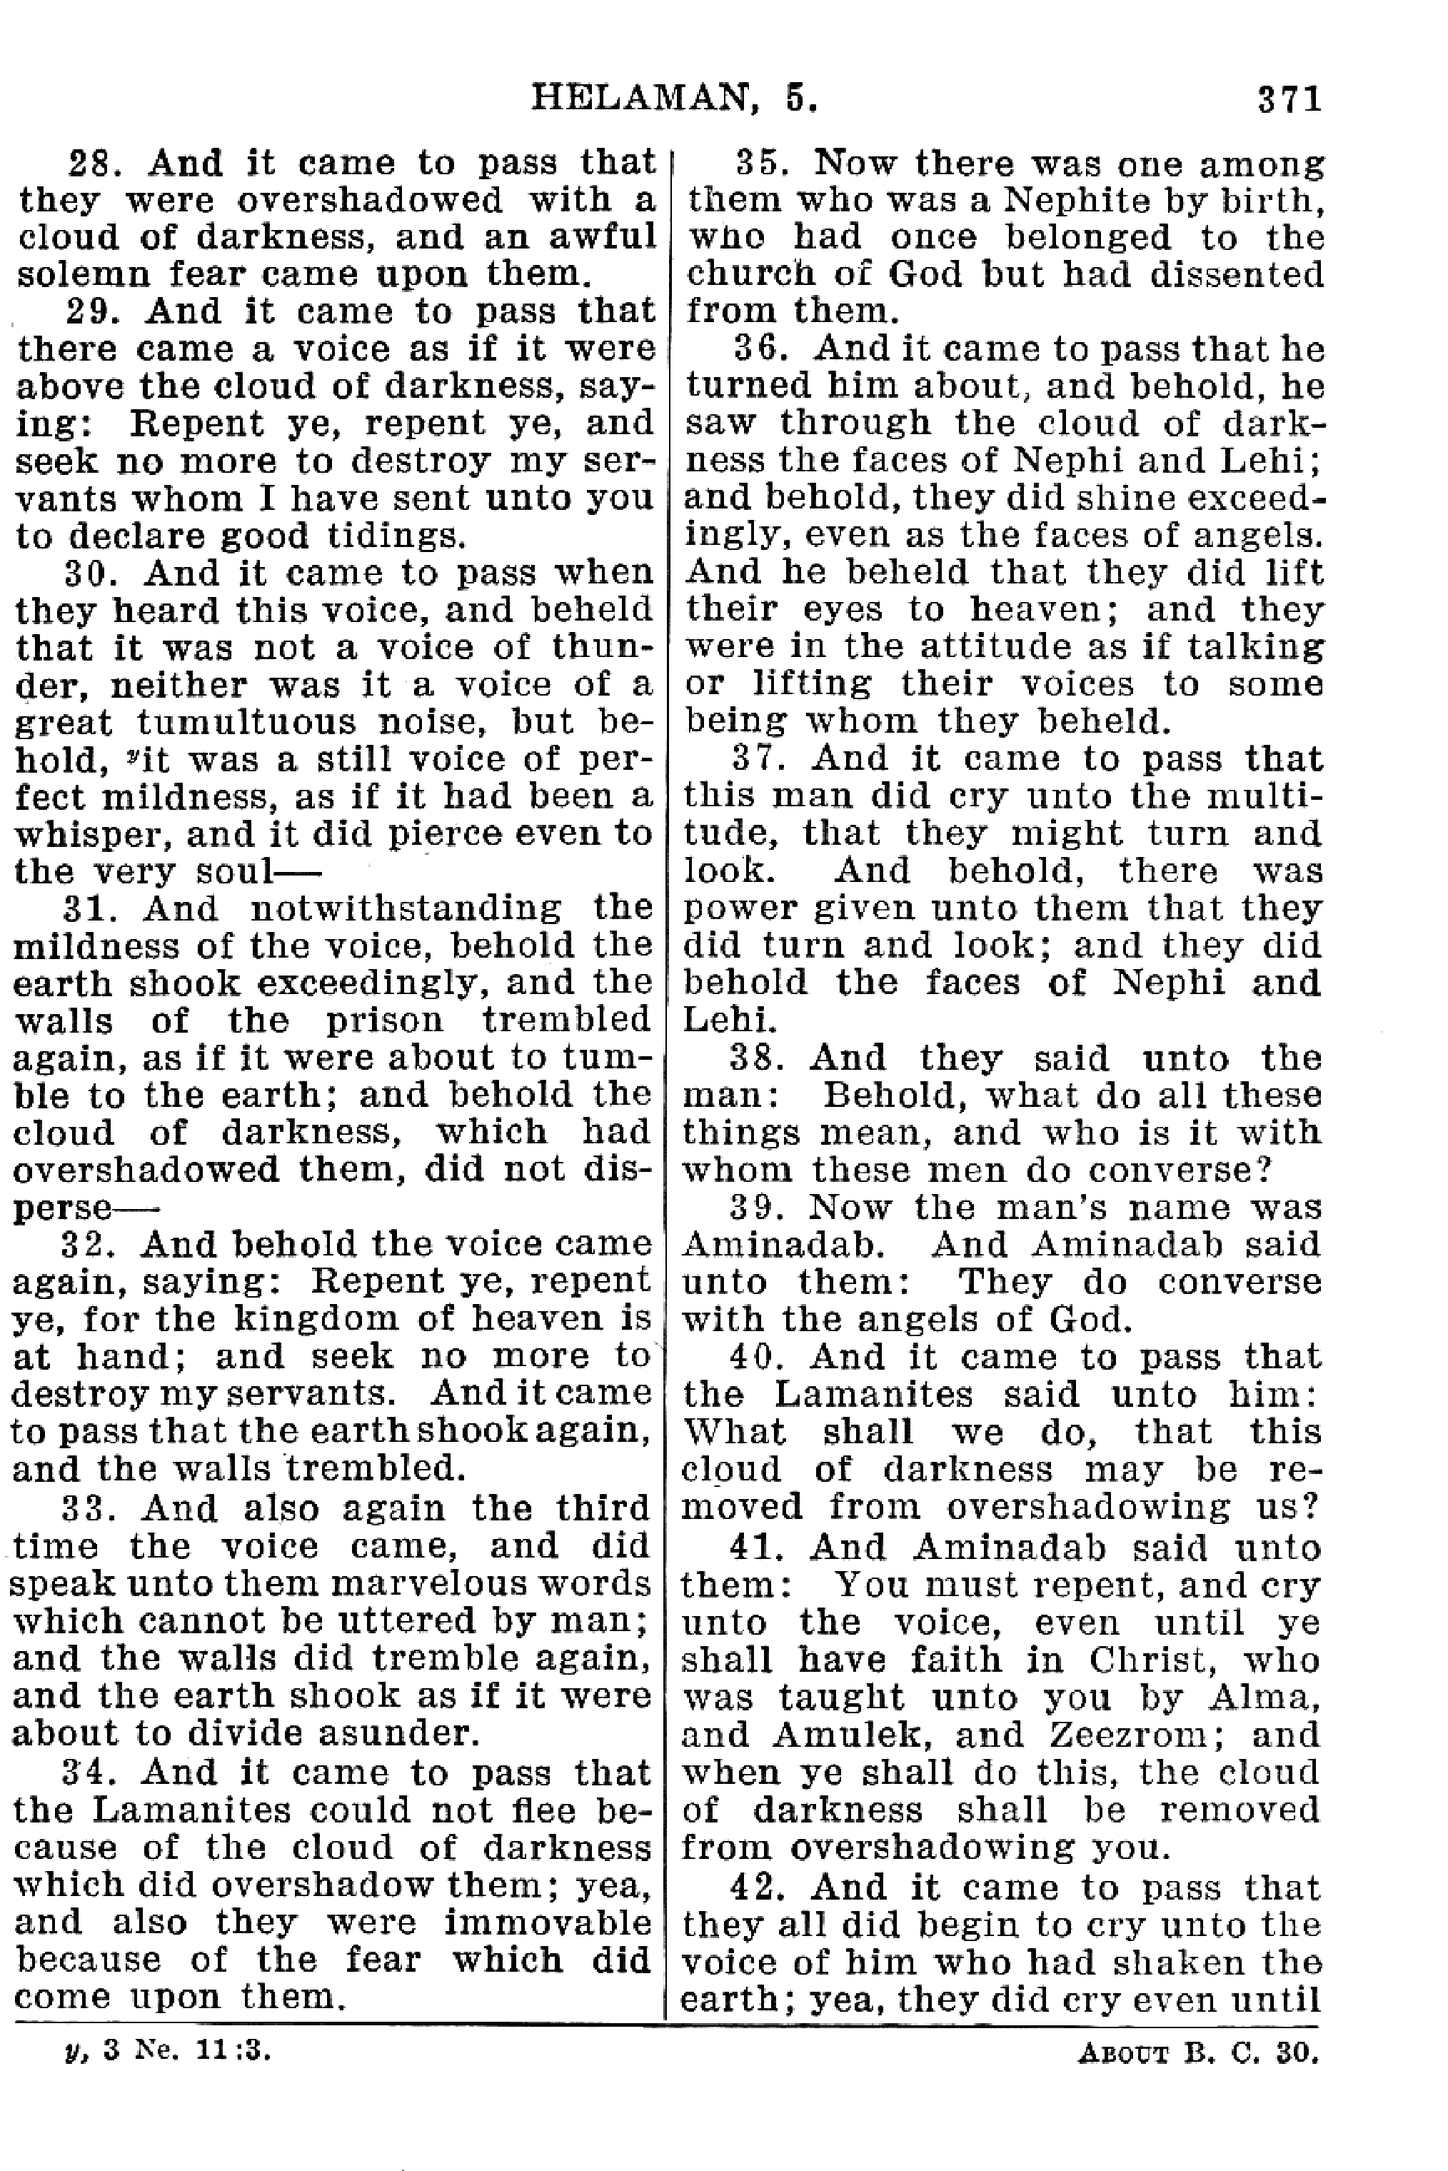 HELAMAN, 5.
371
28. And it came to pass that
they were overshadowed with a
cloud of darkness, and an awful
solemn fear came upon them.
29. And it came to pass that
there came a voice as if it were
above the cloud of darkness, say-
ing: Repent ye, repent ye, and
seek no more to destroy my ser-
vants whom I have sent unto you
to declare good tidings.
30. And it came to pass when
they heard this voice, and beheld
that it was not a voice of thun-
der, neither was it a voice of a
great tumultuous noise, but be-
hold, yit was a still voice of per-
fect mildness, as if it had been a
whisper, and it did pierce even to
the very soul—
31. And notwithstanding the
mildness of the voice, behold the
earth shook exceedingly, and the
walls of the prison trembled
again, as if it were about to tum-
ble to the earth; and behold the
cloud of darkness, which had
overshadowed them, did not dis-
perse—
32. And behold the voice came
again, saying: Repent ye, repent
ye, for the kingdom of heaven is
at hand; and seek no more to
destroy my servants. And it came
to pass that the earth shook again,
and the walls trembled.
33. And also again the third
time the voice came, and did
speak unto them marvelous words
which cannot be uttered by man;
and the walls did tremble again,
and the earth shook as if it were
about to divide asunder.
34. And it came to pass that
the Lamanites could not flee be-
cause of the cloud of darkness
which did overshadow them; yea,
and also they were immovable
because of the fear which did
come upon them.
35. Now there was one among
them who was a Nephite by birth,
who had once belonged to the
church of God but had dissented
from them.
36. And it came to pass that he
turned him about, and behold, he
saw through the cloud of dark-
ness the faces of Nephi and Lehi;
and behold, they did shine exceed-
ingly, even as the faces of angels.
And he beheld that they did lift
their eyes to heaven; and they
were in the attitude as if talking
or lifting their voices to some
being whom they beheld.
37. And it came to pass that
this man did cry unto the multi-
tude, that they might turn and
look. And behold, there was
power given unto them that they
did turn and look; and they did
behold the faces of Nephi and
Lehi.
38. And they said unto the
man: Behold, what do all these
things mean, and who is it with
whom these men do converse?
39. Now the man's name was
Aminadab. And Aminadab said
unto them: They do converse
with the angels of God.
40. And it came to pass that
the Lamanites said unto him:
What shall we do, that this
cloud of darkness may be re-
moved from overshadowing us?
41. And Aminadab said unto
them: You must repent, and cry
unto the voice, even until ye
shall have faith in Christ, who
was taught unto you by Alma,
and Amulek, and Zeezrom; and
when ye shall do this, the cloud
of darkness shall be removed
from overshadowing you.
42. And it came to pass that
they all did begin to cry unto the
voice of him who had shaken the
earth; yea, they did cry even until
y, 3 Ne. 11:3.
ABOUT B. C. 30.